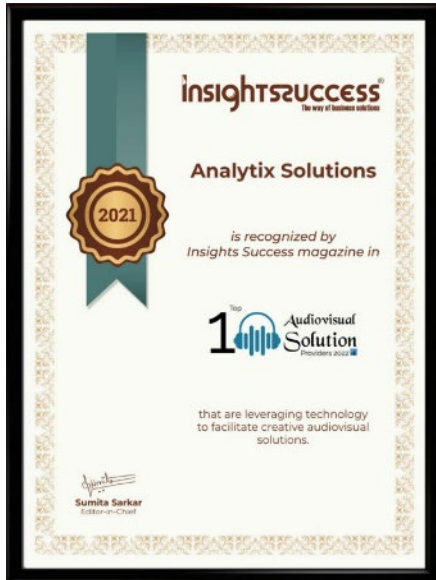 insightssuccess®
The way of business solutions
Analytix Solutions
2021
is recognized by
Insights Success magazine in
Top
10
Audiovisual
Solution
Providers 2022
that are leveraging technology
to facilitate creative audiovisual
solutions.
Sumita Sarkar
Editor-in-Chief